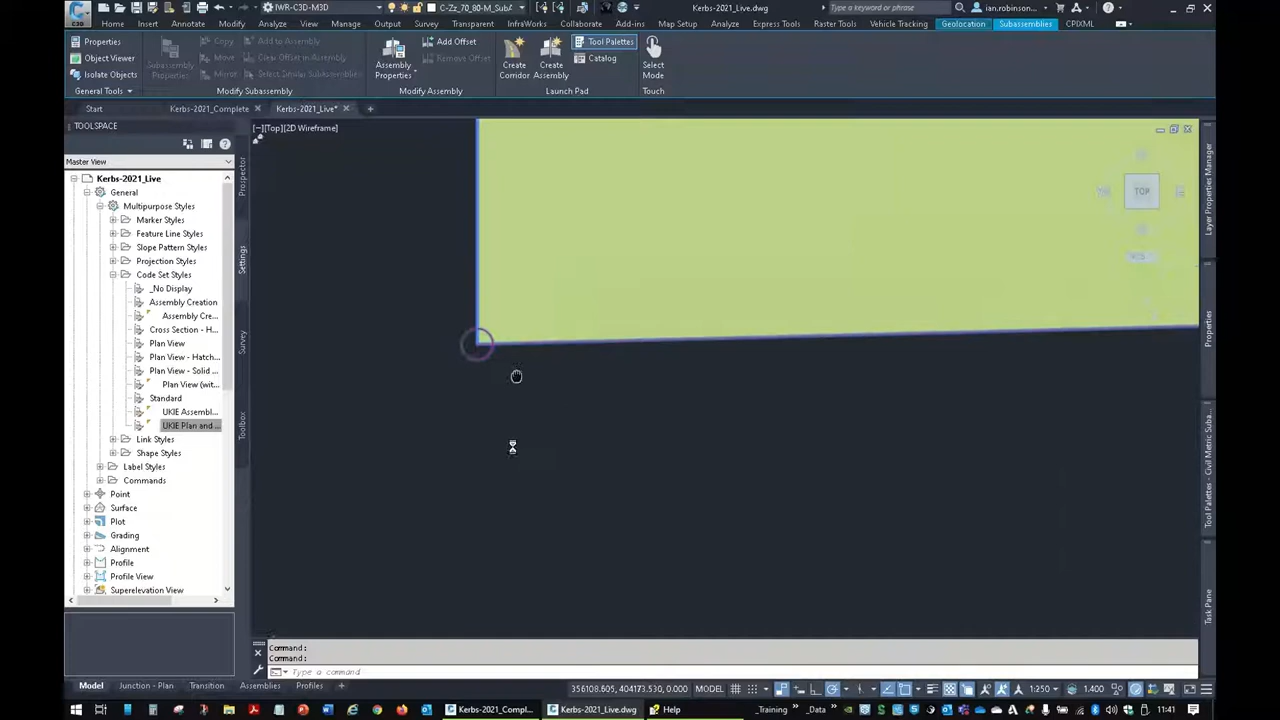 IWR-C3D-M3D
C-Zz_70_80-M_SubA
Kerbs-2021_Live.dwg
Type a keyword or phrase
ian.robinson...
Home Insert Annotate Modify Analyze View Manage Output Survey Transparent InfraWorks Collaborate Add-ins Map Setup Analyze Express Tools Raster Tools Vehicle Tracking Geolocation Subassemblies CPIXML
Properties
Object Viewer
Isolate Objects
General Tools
Subassembly
Properties
Copy
Move
Mirror
Add to Assembly
Clear Offset in Assembly
Select Similar Subassemblies
Modify Subassembly
Assembly
Properties
Add Offset
Remove Offset
Modify Assembly
Create
Corridor
Create
Assembly
Tool Palettes
Catalog
Launch Pad
Select
Mode
Touch
Start Kerbs-2021_Complete Kerbs-2021_Live*
TOOLSPACE
[−][Top][2D Wireframe]
Master View
Kerbs-2021_Live
General
Multipurpose Styles
Marker Styles
Feature Line Styles
Slope Pattern Styles
Projection Styles
Code Set Styles
_No Display
Assembly Creation
Assembly Cre...
Cross Section - H...
Plan View
Plan View - Hatch...
Plan View - Solid ...
Plan View (wit...
Standard
UKIE Assembl...
UKIE Plan and ...
Link Styles
Shape Styles
Label Styles
Commands
Point
Surface
Plot
Grading
Alignment
Profile
Profile View
Superelevation View
Prospector
Settings
Survey
Toolbox
TOP
Layer Properties Manager
Properties
Tool Palettes - Civil Metric Suba...
Task Pane
Command:
Command:
Type a command
Model Junction - Plan Transition Assemblies Profiles
356108.605, 404173.530, 0.000 MODEL 1:250 1.400
Kerbs-2021_Compl... Kerbs-2021_Live.dwg Help _Training _Data 11:41